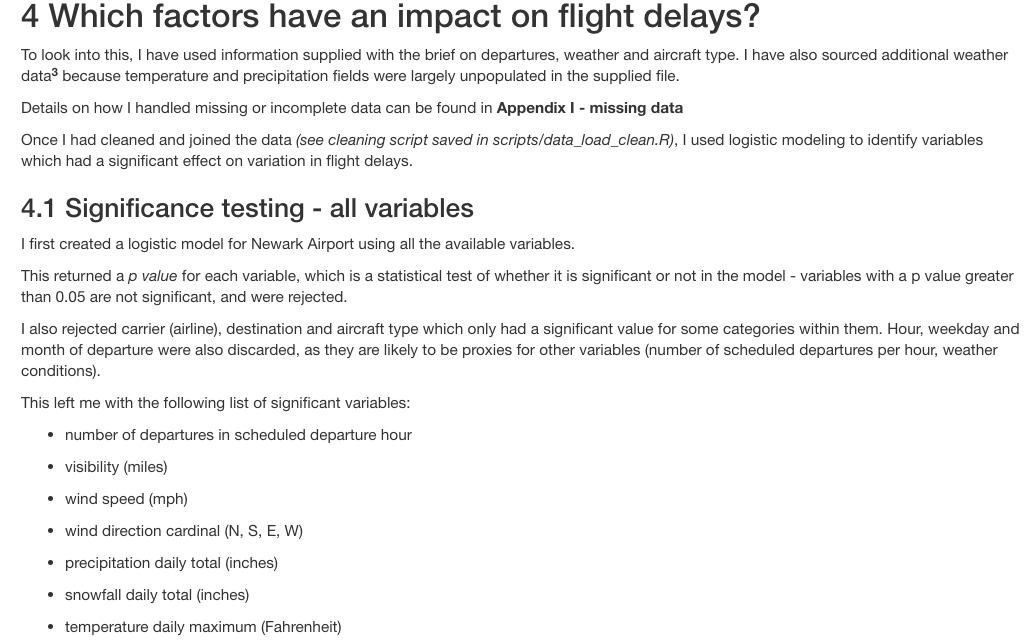 4 Which factors have an impact on flight delays?
To look into this, I have used information supplied with the brief on departures, weather and aircraft type. I have also sourced additional weather
data³ because temperature and precipitation fields were largely unpopulated in the supplied file.
Details on how I handled missing or incomplete data can be found in Appendix I - missing data
Once I had cleaned and joined the data (see cleaning script saved in scripts/data_load_clean.R), I used logistic modeling to identify variables
which had a significant effect on variation in flight delays.
4.1 Significance testing - all variables
I first created a logistic model for Newark Airport using all the available variables.
This returned a p value for each variable, which is a statistical test of whether it is significant or not in the model - variables with a p value greater
than 0.05 are not significant, and were rejected.
I also rejected carrier (airline), destination and aircraft type which only had a significant value for some categories within them. Hour, weekday and
month of departure were also discarded, as they are likely to be proxies for other variables (number of scheduled departures per hour, weather
conditions).
This left me with the following list of significant variables:
• number of departures in scheduled departure hour
• visibility (miles)
• wind speed (mph)
• wind direction cardinal (N, S, E, W)
• precipitation daily total (inches)
• snowfall daily total (inches)
• temperature daily maximum (Fahrenheit)